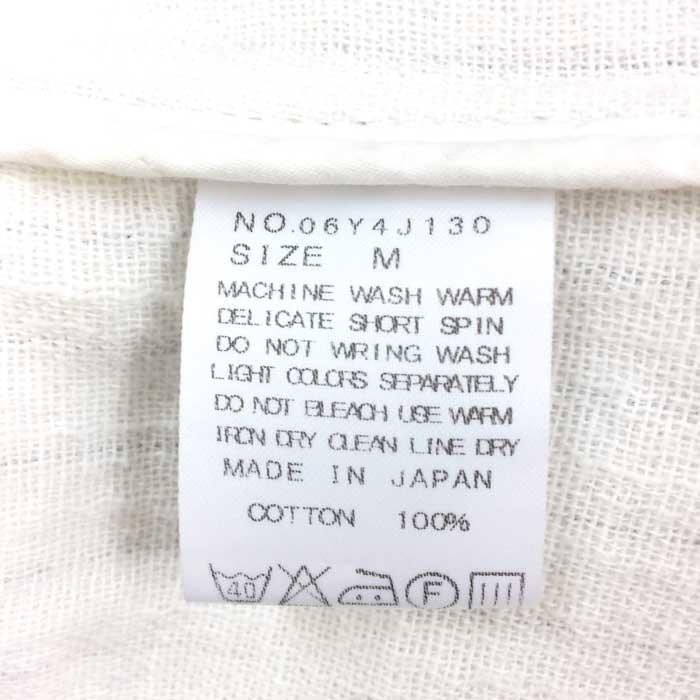 NO.06Y4J130
SIZE M
MACHINE WASH WARM
DELICATE SHORT SPIN
DO NOT WRING WASH
LIGHT COLORS SEPARATELY
DO NOT BLEACH USE WARM
IRON DRY CLEAN LINE DRY
MADE IN JAPAN
COTTON 100%
40 F